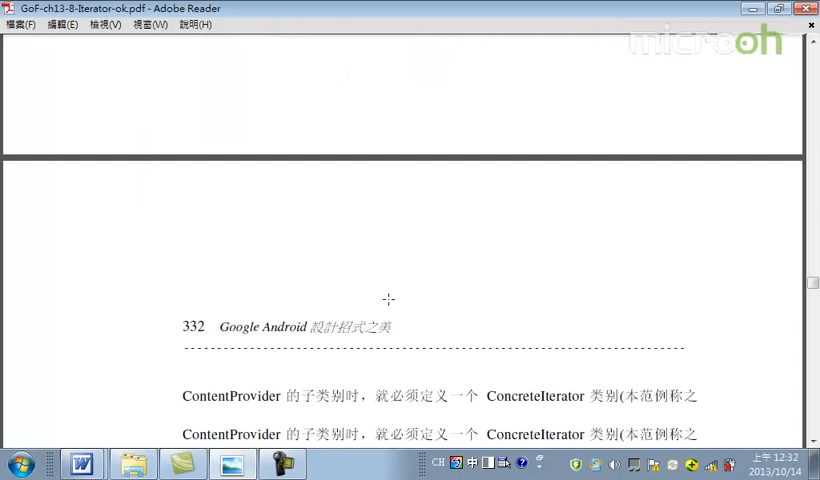 GoF-ch13-8-Iterator-ok.pdf - Adobe Reader
檔案(F) 編輯(E) 檢視(V) 視窗(W) 說明(H)
microoh
332 Google Android 設計招式之美
ContentProvider 的子类别时，就必须定义一个 ConcreteIterator 类别(本范例称之
ContentProvider 的子类别时，就必须定义一个 ConcreteIterator 类别(本范例称之
CH 中
上午 12:32
2013/10/14